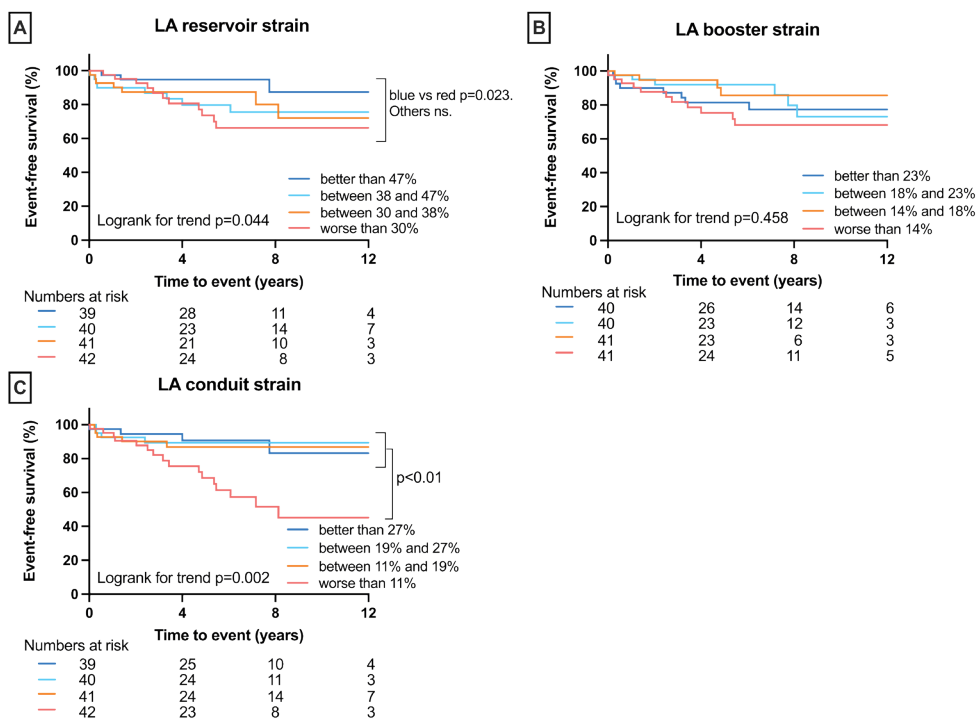 A
LA reservoir strain
Event-free survival (%)
100
80
60
40
20
0
blue vs red p=0.023.
Others ns.
better than 47%
between 38 and 47%
between 30 and 38%
worse than 30%
Logrank for trend p=0.044
0 4 8 12
Time to event (years)
Numbers at risk
39 28 11 4
40 23 14 7
41 21 10 3
42 24 8 3
B
LA booster strain
Event-free survival (%)
100
80
60
40
20
0
better than 23%
between 18% and 23%
between 14% and 18%
worse than 14%
Logrank for trend p=0.458
0 4 8 12
Time to event (years)
Numbers at risk
40 26 14 6
40 23 12 3
41 23 6 3
41 24 11 5
C
LA conduit strain
Event-free survival (%)
100
80
60
40
20
0
p<0.01
better than 27%
between 19% and 27%
between 11% and 19%
worse than 11%
Logrank for trend p=0.002
0 4 8 12
Time to event (years)
Numbers at risk
39 25 10 4
40 24 11 3
41 24 14 7
42 23 8 3